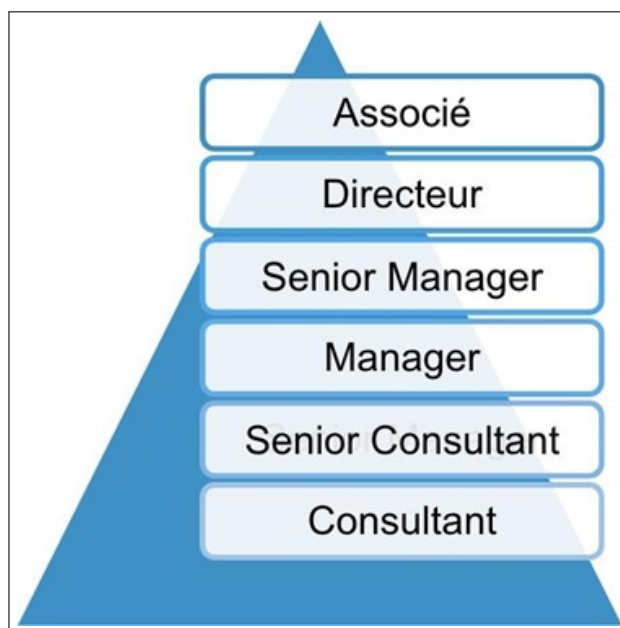 Associé
Directeur
Senior Manager
Manager
Senior Consultant
Consultant